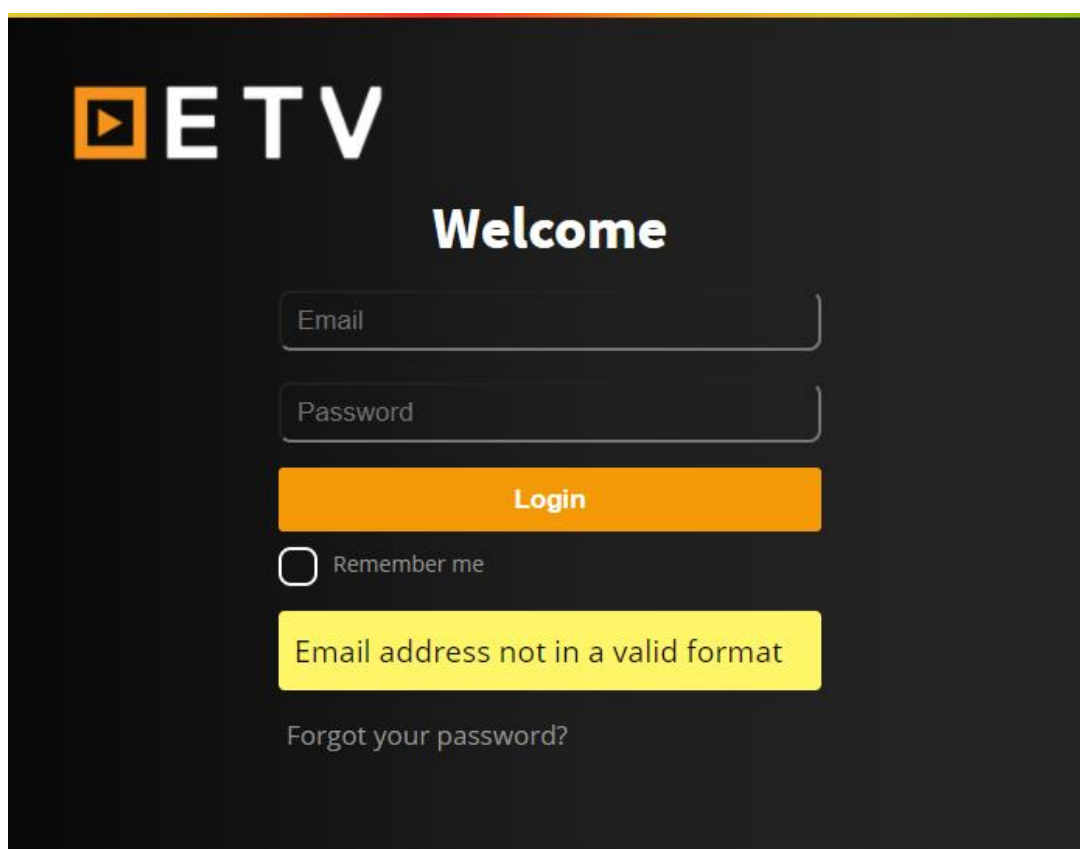 ETV
Welcome
Email
Password
Login
Remember me
Email address not in a valid format
Forgot your password?